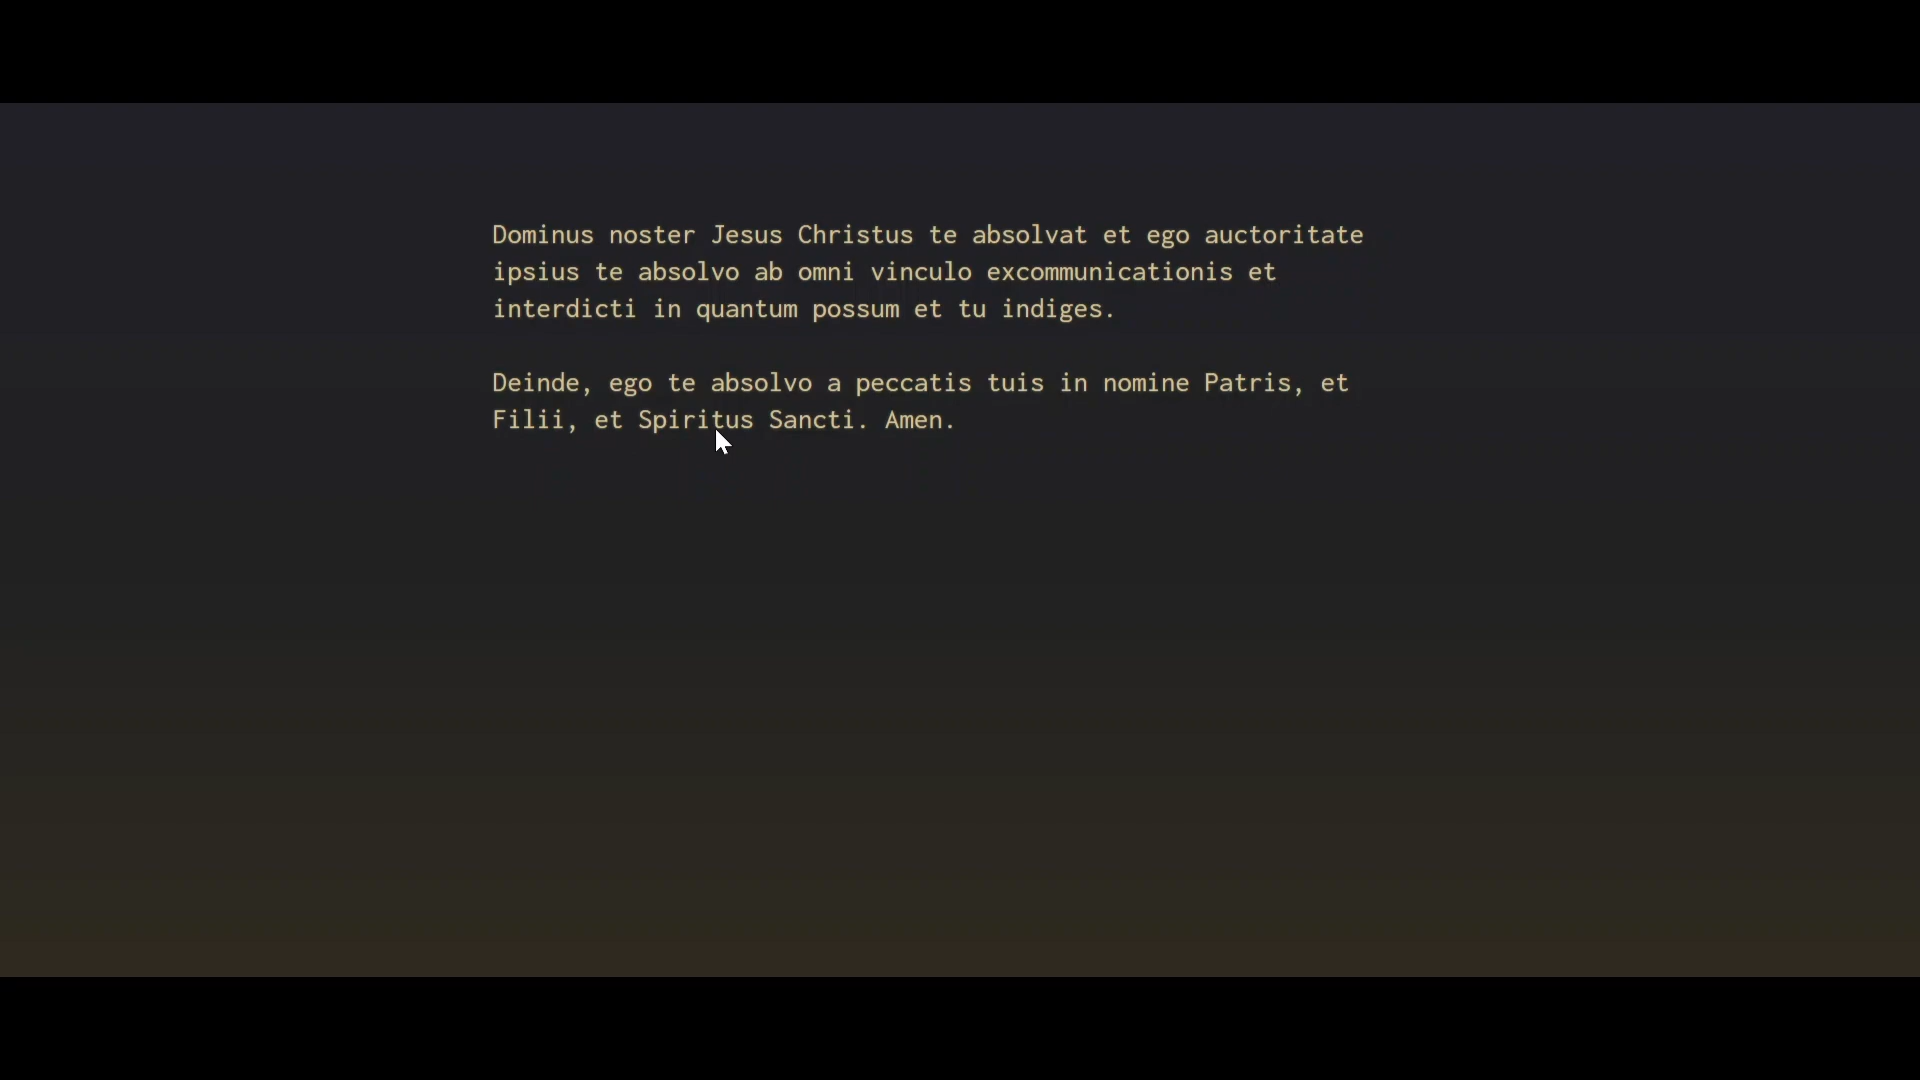 Dominus noster Jesus Christus te absolvat et ego auctoritate
ipsius te absolvo ab omni vinculo excommunicationis et
interdicti in quantum possum et tu indiges.
Deinde, ego te absolvo a peccatis tuis in nomine Patris, et
Filii, et Spiritus Sancti. Amen.